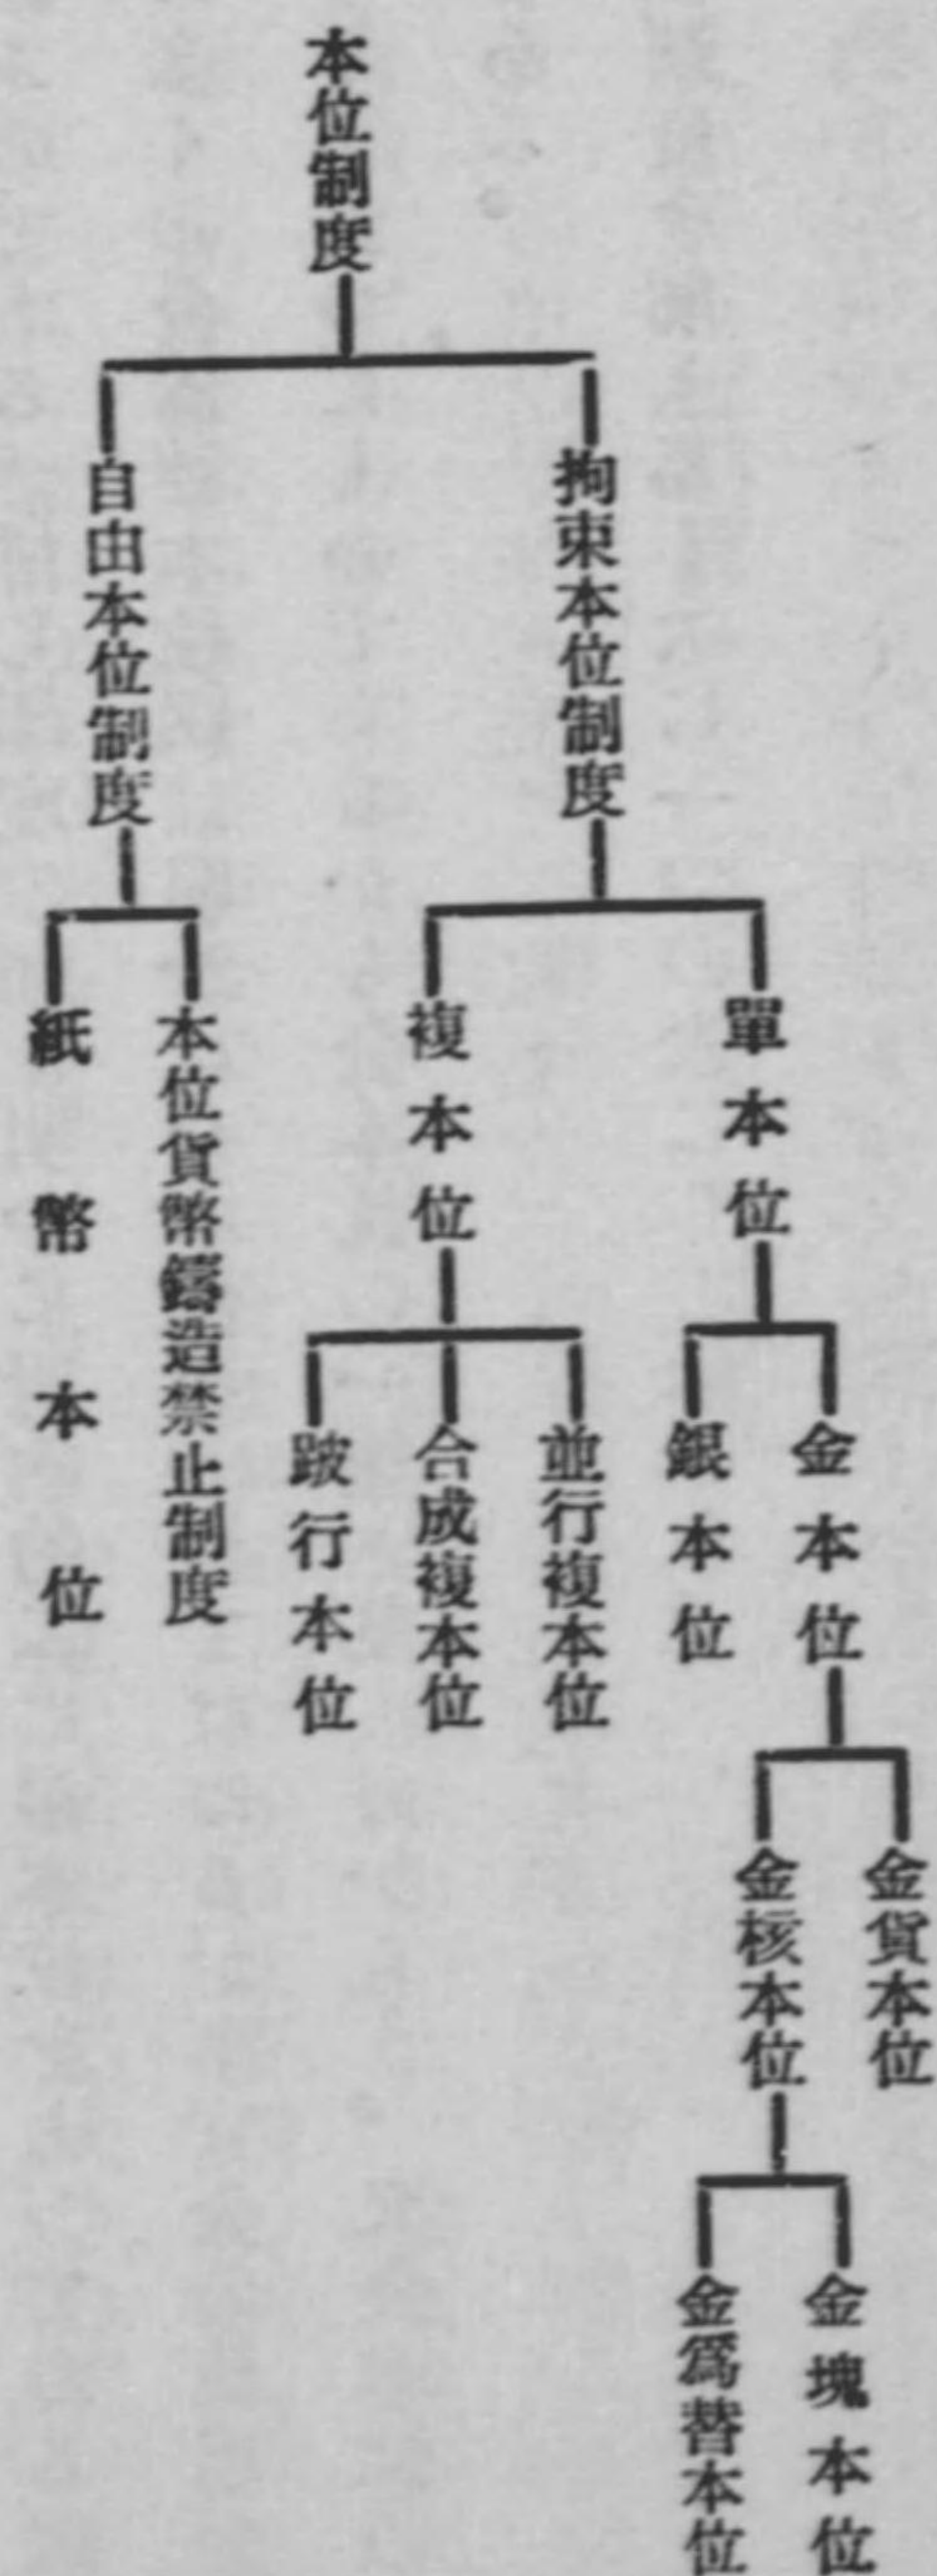 本位制度
拘束本位制度
單本位
金本位
金貨本位
金核本位
金塊本位
金爲替本位
銀本位
複本位
並行複本位
合成複本位
跛行本位
自由本位制度
本位貨幣鑄造禁止制度
紙幣本位